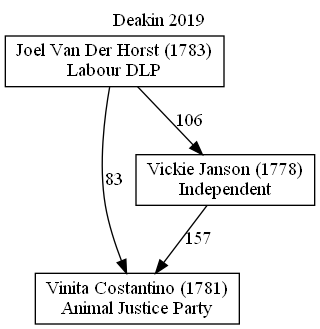 Deakin 2019
Joel Van Der Horst (1783)
Labour DLP
106
83
Vickie Janson (1778)
Independent
157
Vinita Costantino (1781)
Animal Justice Party